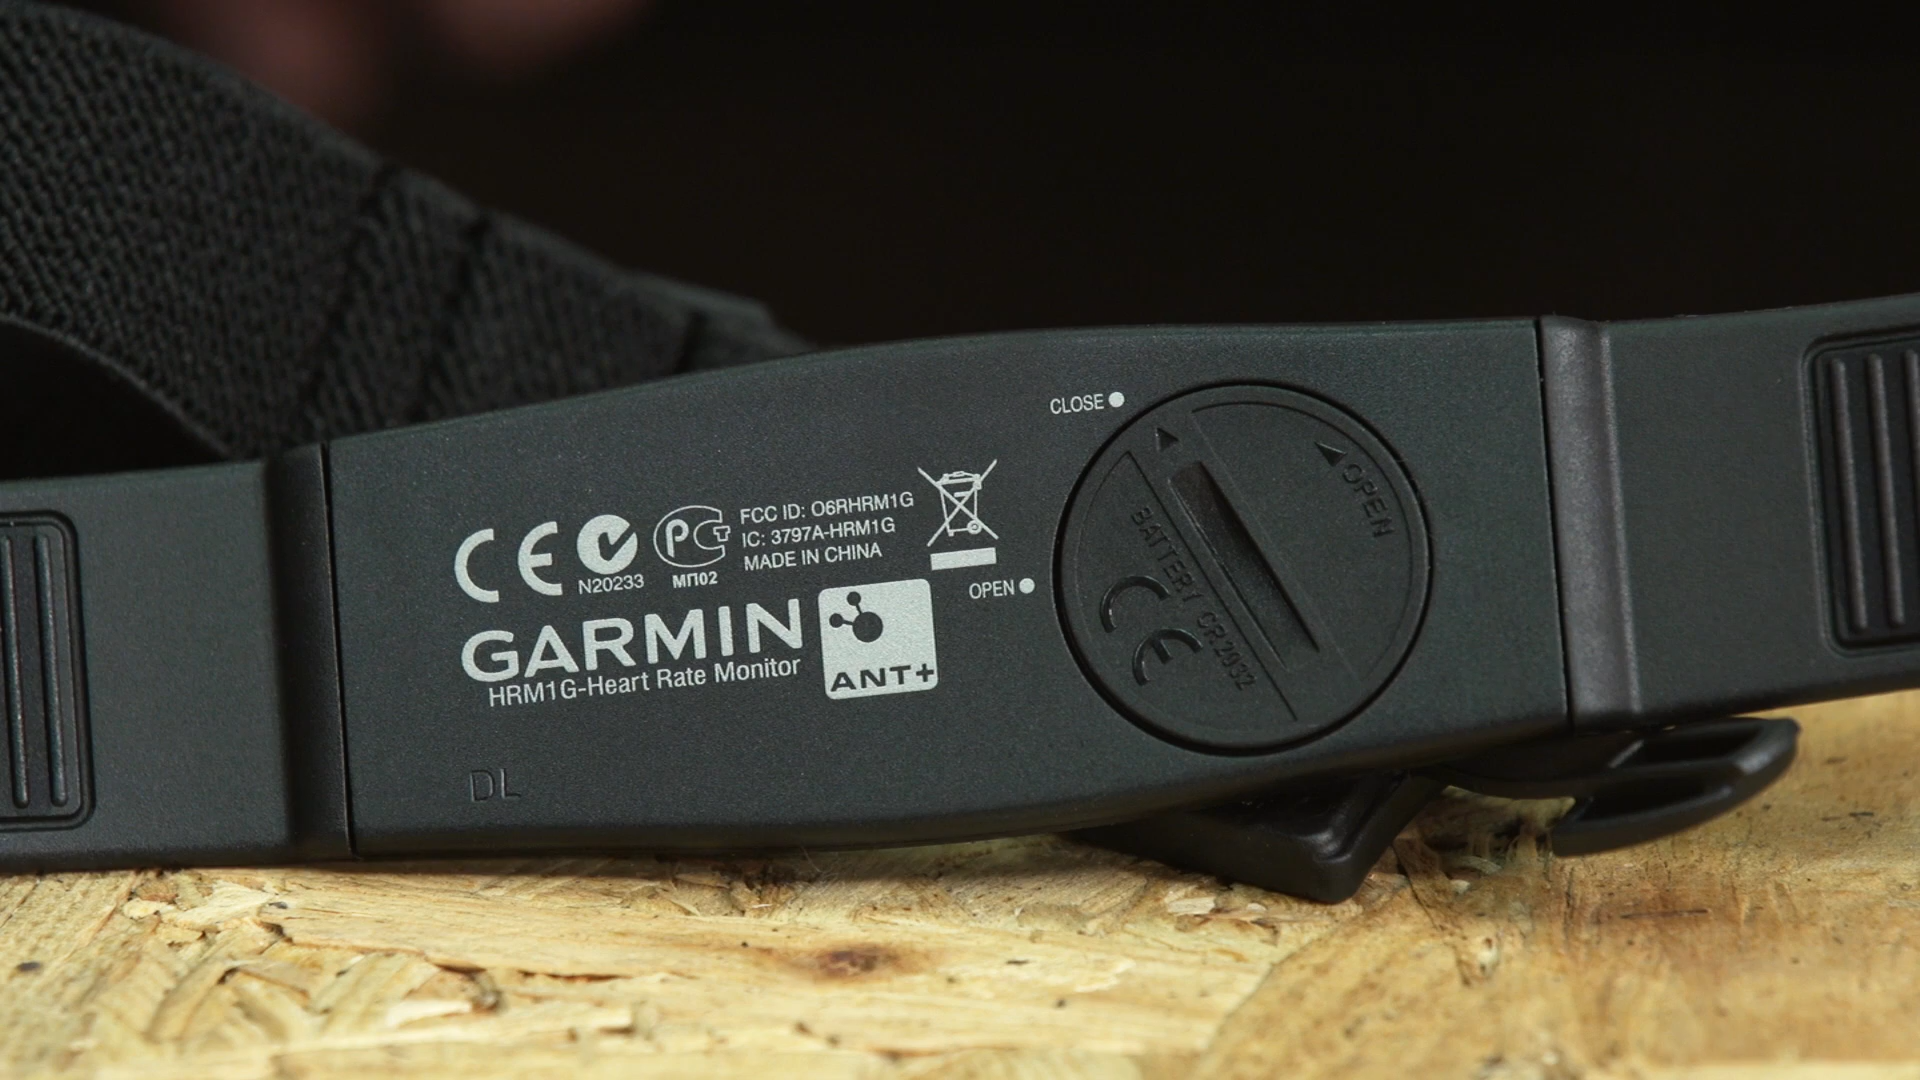 CLOSE
OPEN
BATTERY CR2032
CE
CE
N20233
PCT
МП02
FCC ID: O6RHRM1G
IC: 3797A-HRM1G
MADE IN CHINA
OPEN
GARMIN
HRM1G-Heart Rate Monitor
ANT+
DL